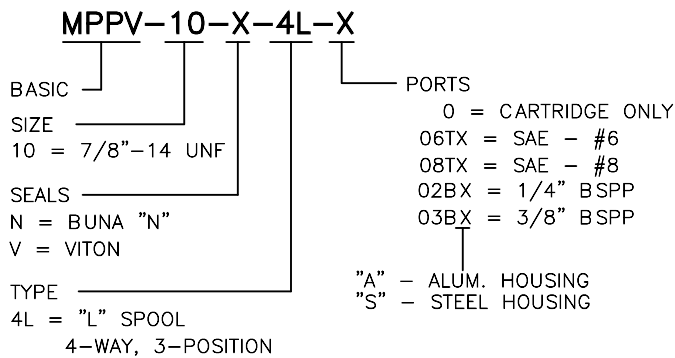 MPPV-10-X-4L-X
BASIC
SIZE
10 = 7/8"-14 UNF
SEALS
N = BUNA "N"
V = VITON
TYPE
4L = "L" SPOOL
4-WAY, 3-POSITION
PORTS
0 = CARTRIDGE ONLY
06TX = SAE - #6
08TX = SAE - #8
02BX = 1/4" BSPP
03BX = 3/8" BSPP
"A" - ALUM. HOUSING
"S" - STEEL HOUSING